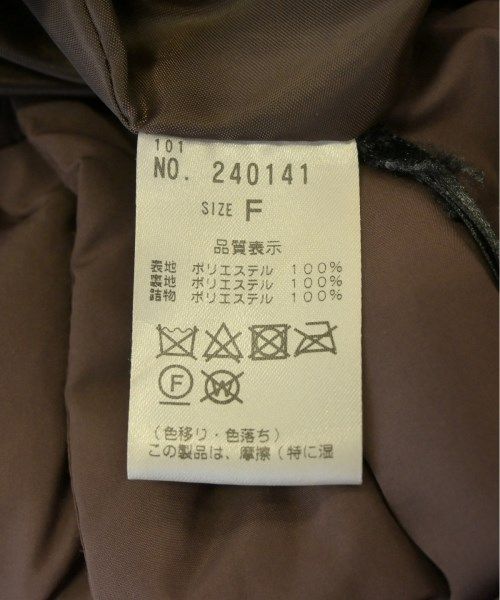 101
NO. 240141
SIZE F
品質表示
表地 ポリエステル 100%
裏地 ポリエステル 100%
詰物 ポリエステル 100%
F W
(色移り・色落ち)
この製品は、摩擦(特に湿